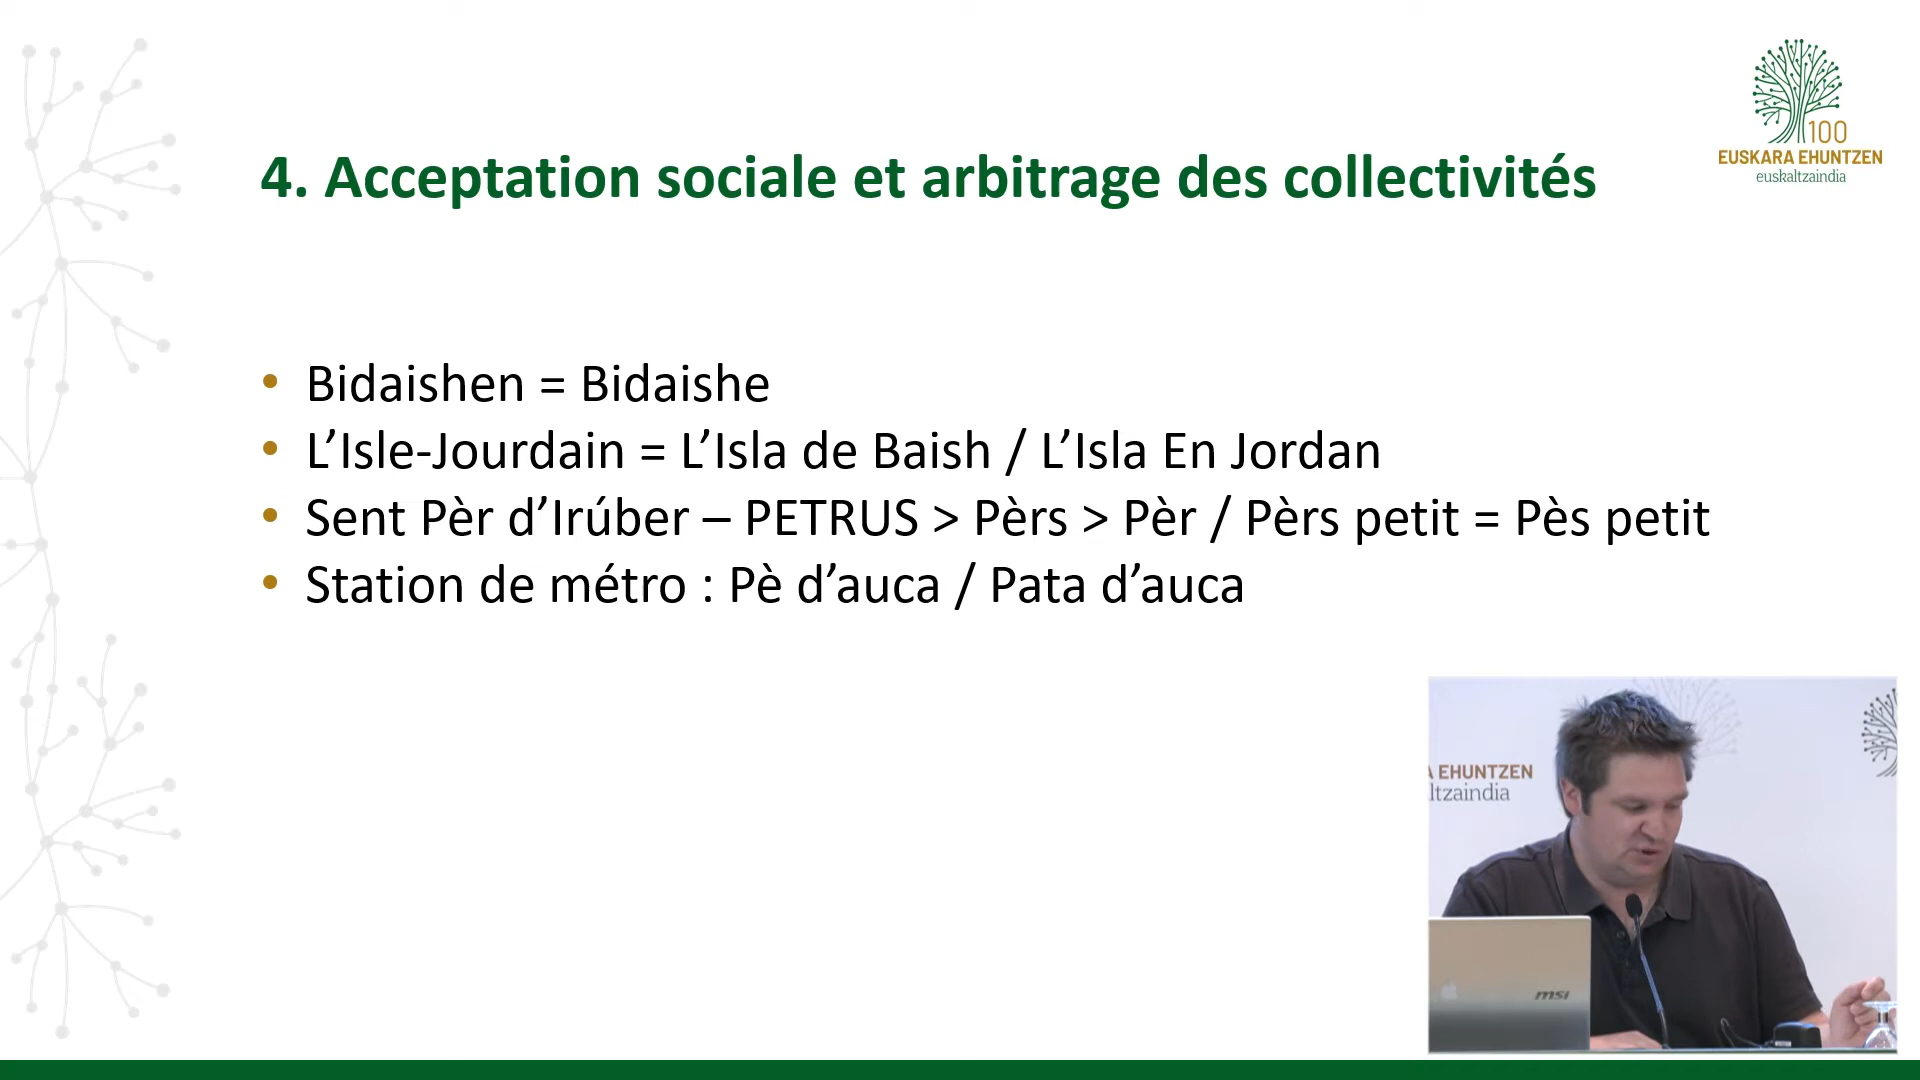 100
EUSKARA EHUNTZEN
euskaltzaindia
4. Acceptation sociale et arbitrage des collectivités
• Bidaishen = Bidaishe
• L’Isle-Jourdain = L’Isla de Baish / L’Isla En Jordan
• Sent Pèr d’Irúber – PETRUS > Pèrs > Pèr / Pèrs petit = Pès petit
• Station de métro : Pè d’auca / Pata d’auca
A EHUNTZEN
ltzaindia
msi